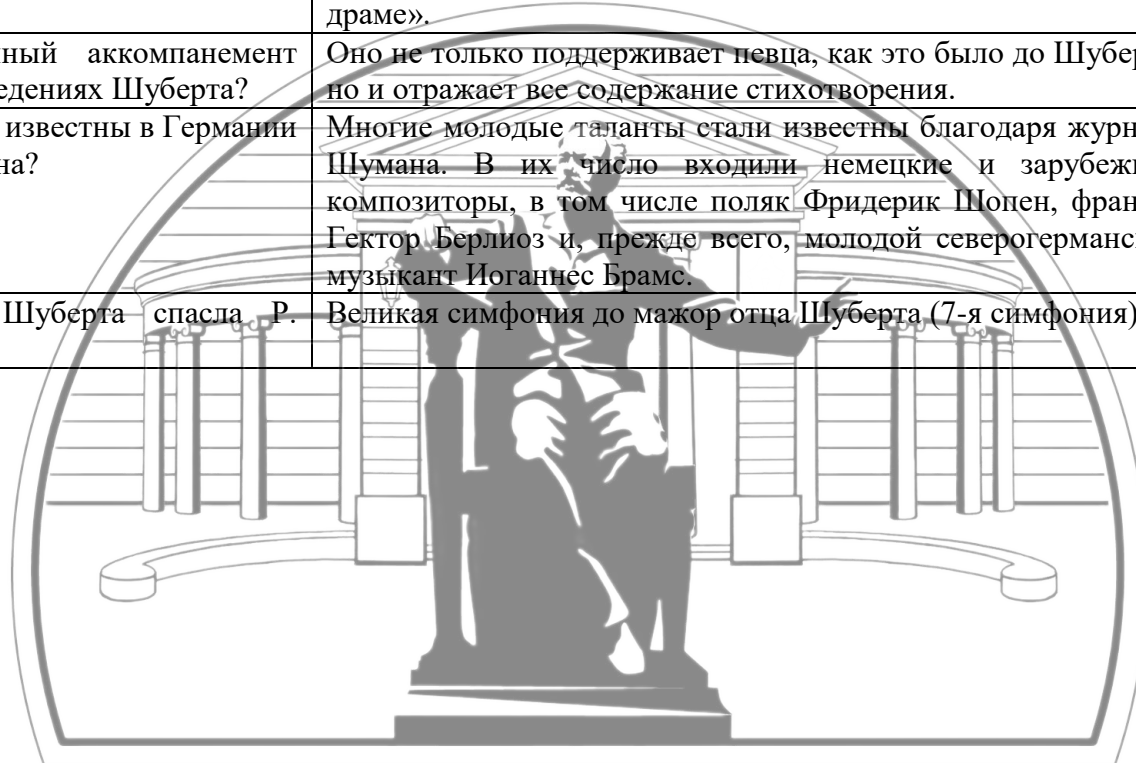 драме».
нный аккомпанемент
едениях Шуберта?
Оно не только поддерживает певца, как это было до Шубер
но и отражает все содержание стихотворения.
известны в Германии
на?
Многие молодые таланты стали известны благодаря журн
Шумана. В их число входили немецкие и зарубежн
композиторы, в том числе поляк Фридерик Шопен, фран
Гектор Берлиоз и, прежде всего, молодой северогерманск
музыкант Иоганнес Брамс.
Шуберта спасла Р.
Великая симфония до мажор отца Шуберта (7-я симфония)